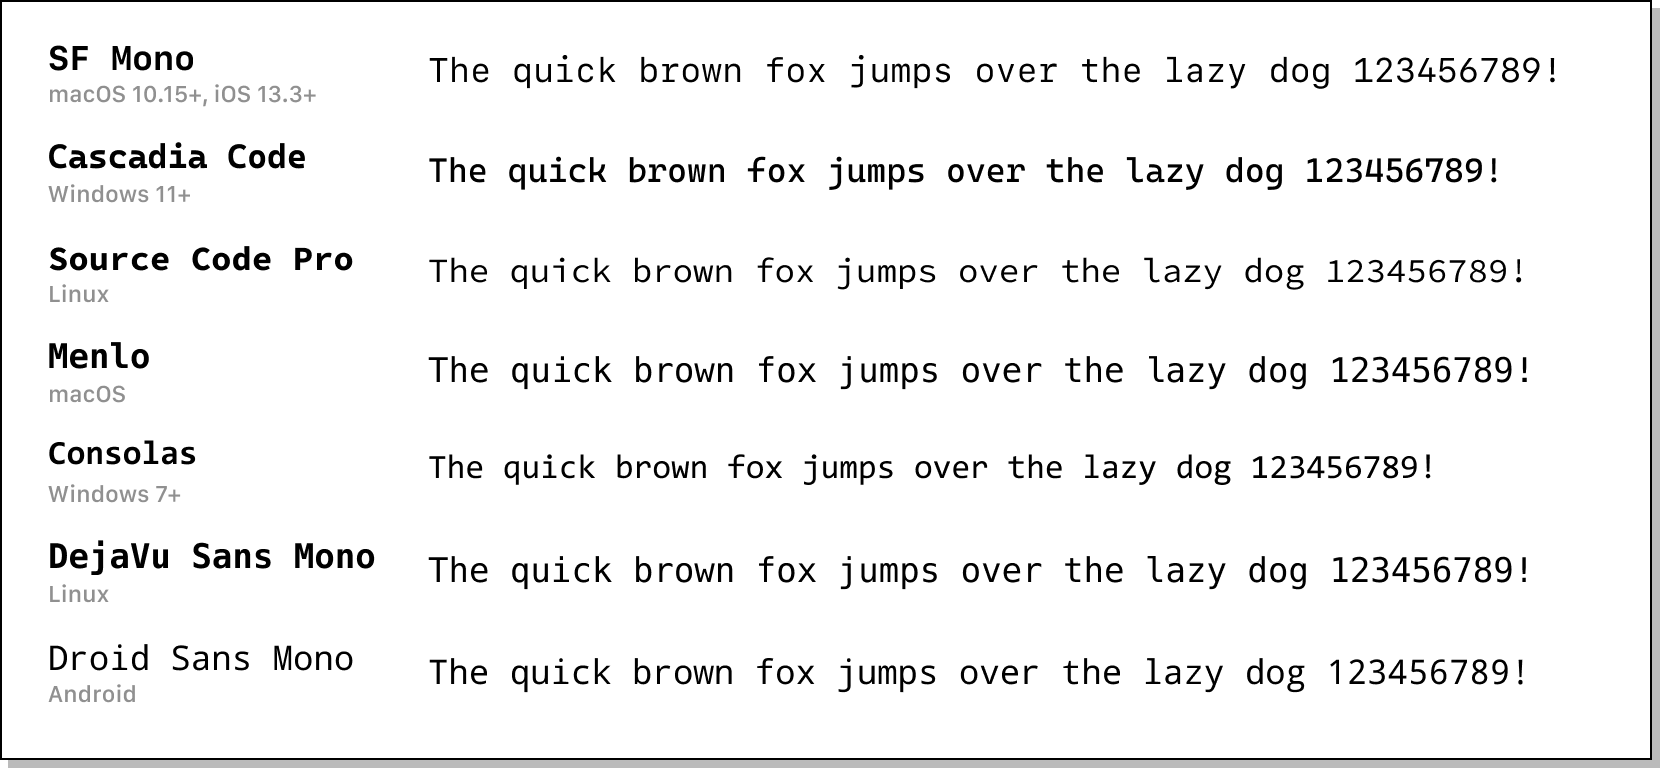 SF Mono
The quick brown fox jumps over the lazy dog 123456789!
macOS 10.15+, iOS 13.3+
Cascadia Code
The quick brown fox jumps over the lazy dog 123456789!
Windows 11+
Source Code Pro
The quick brown fox jumps over the lazy dog 123456789!
Linux
Menlo
The quick brown fox jumps over the lazy dog 123456789!
macOS
Consolas
The quick brown fox jumps over the lazy dog 123456789!
Windows 7+
DejaVu Sans Mono
The quick brown fox jumps over the lazy dog 123456789!
Linux
Droid Sans Mono
The quick brown fox jumps over the lazy dog 123456789!
Android